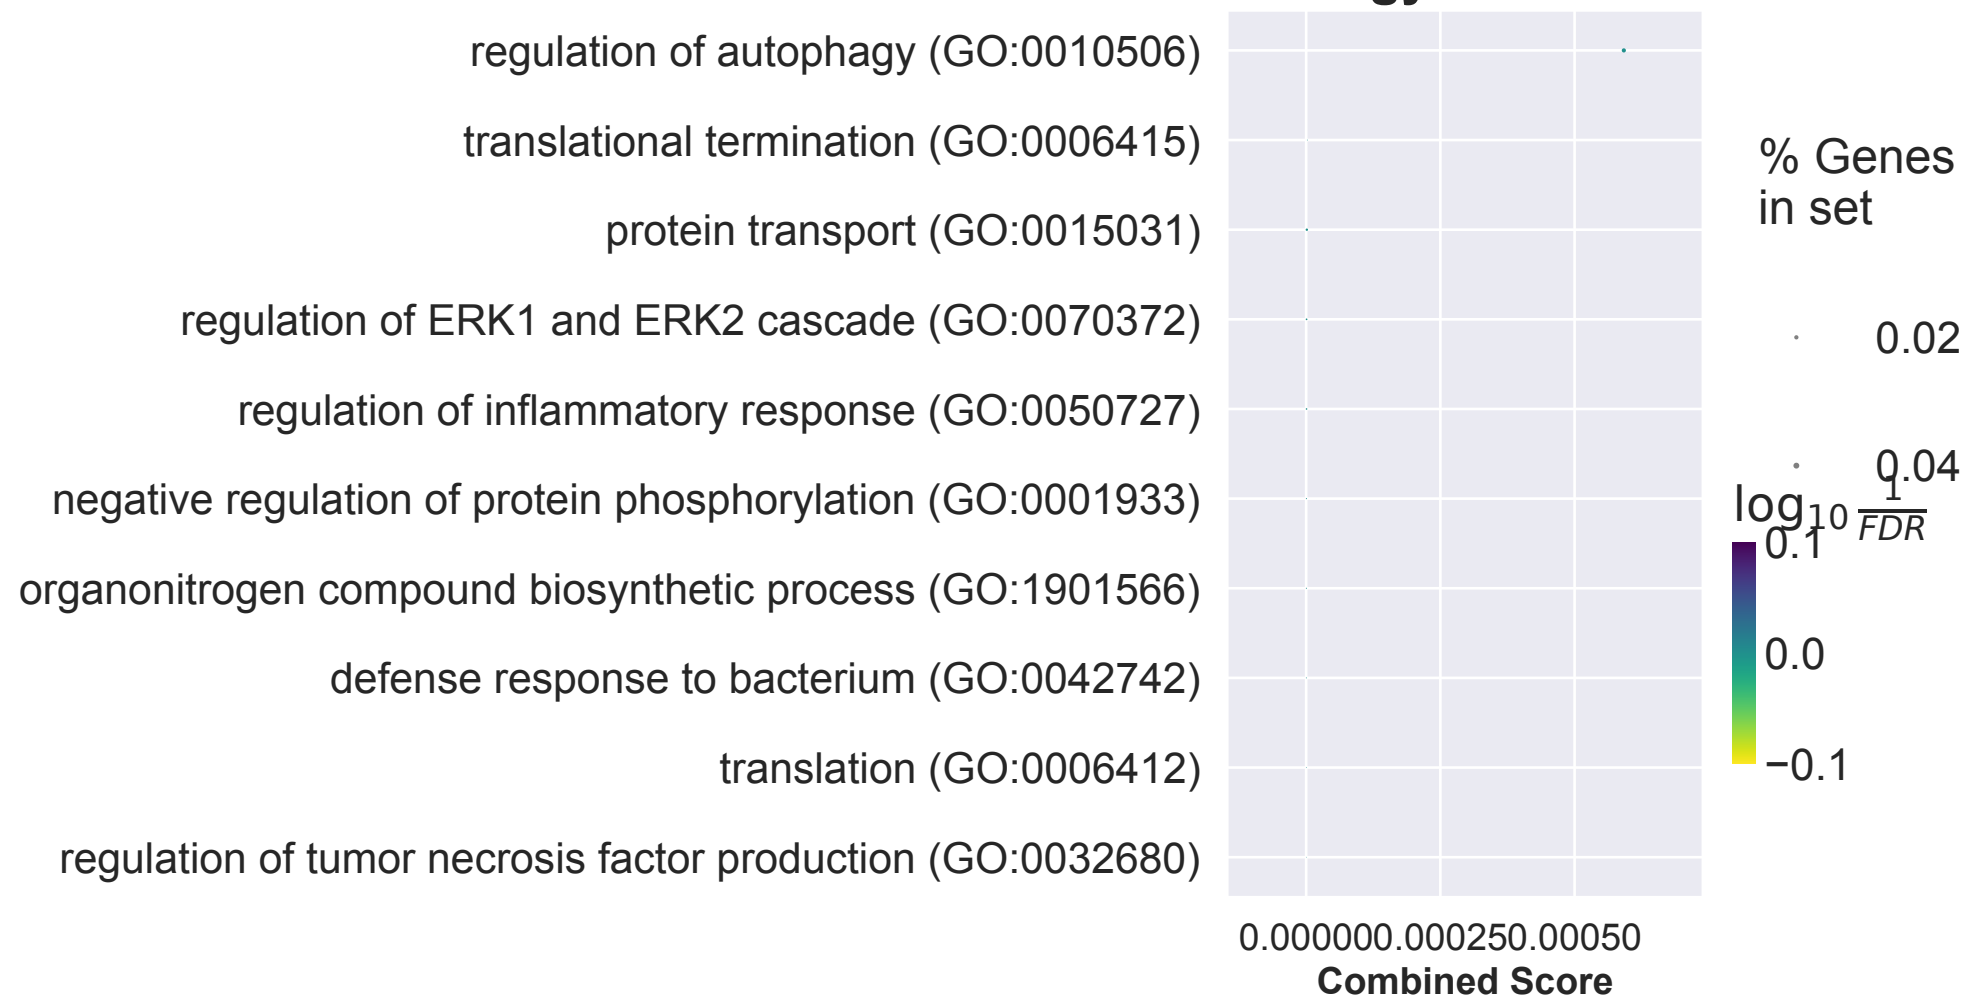 regulation of autophagy (GO:0010506)
translational termination (GO:0006415)
protein transport (GO:0015031)
regulation of ERK1 and ERK2 cascade (GO:0070372)
regulation of inflammatory response (GO:0050727)
negative regulation of protein phosphorylation (GO:0001933)
organonitrogen compound biosynthetic process (GO:1901566)
defense response to bacterium (GO:0042742)
translation (GO:0006412)
regulation of tumor necrosis factor production (GO:0032680)
0.00000 0.00025 0.00050
Combined Score
% Genes
in set
0.02
0.04
log₁₀ 1/FDR
0.1
0.0
−0.1